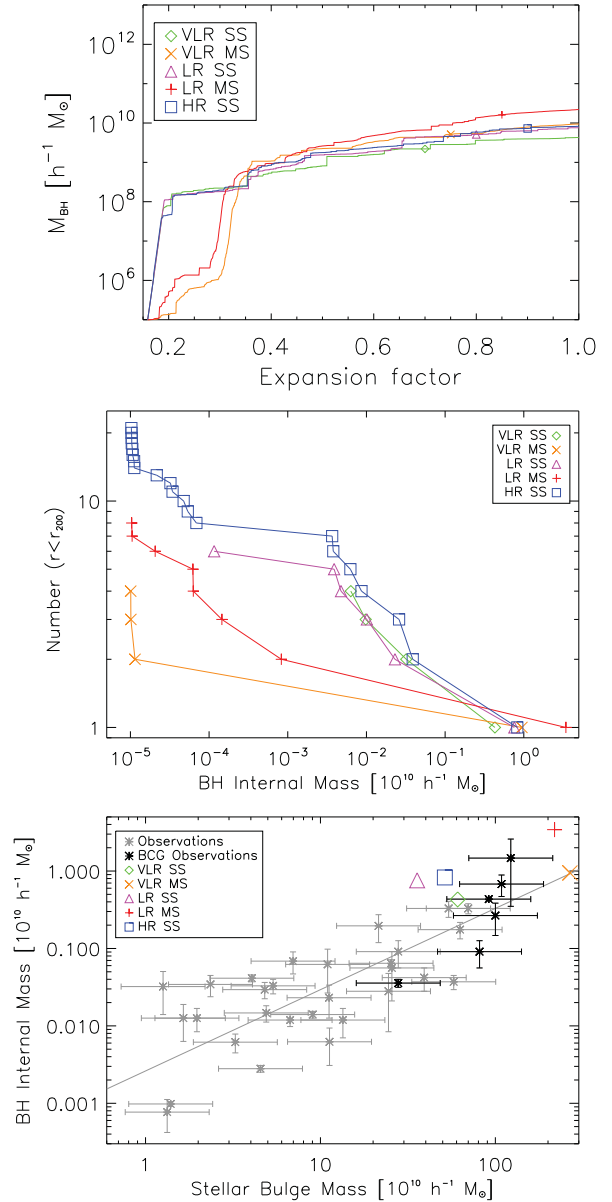 10¹²
10¹⁰
10⁸
10⁶
M_BH [h⁻¹ M_⊙]
VLR SS
VLR MS
LR SS
LR MS
HR SS
0.2 0.4 0.6 0.8 1.0
Expansion factor
10
1
Number (r<r₂₀₀)
VLR SS
VLR MS
LR SS
LR MS
HR SS
10⁻⁵ 10⁻⁴ 10⁻³ 10⁻² 10⁻¹ 10⁰
BH Internal Mass [10¹⁰ h⁻¹ M_⊙]
1.000
0.100
0.010
0.001
BH Internal Mass [10¹⁰ h⁻¹ M_⊙]
Observations
BCG Observations
VLR SS
VLR MS
LR SS
LR MS
HR SS
1 10 100
Stellar Bulge Mass [10¹⁰ h⁻¹ M_⊙]